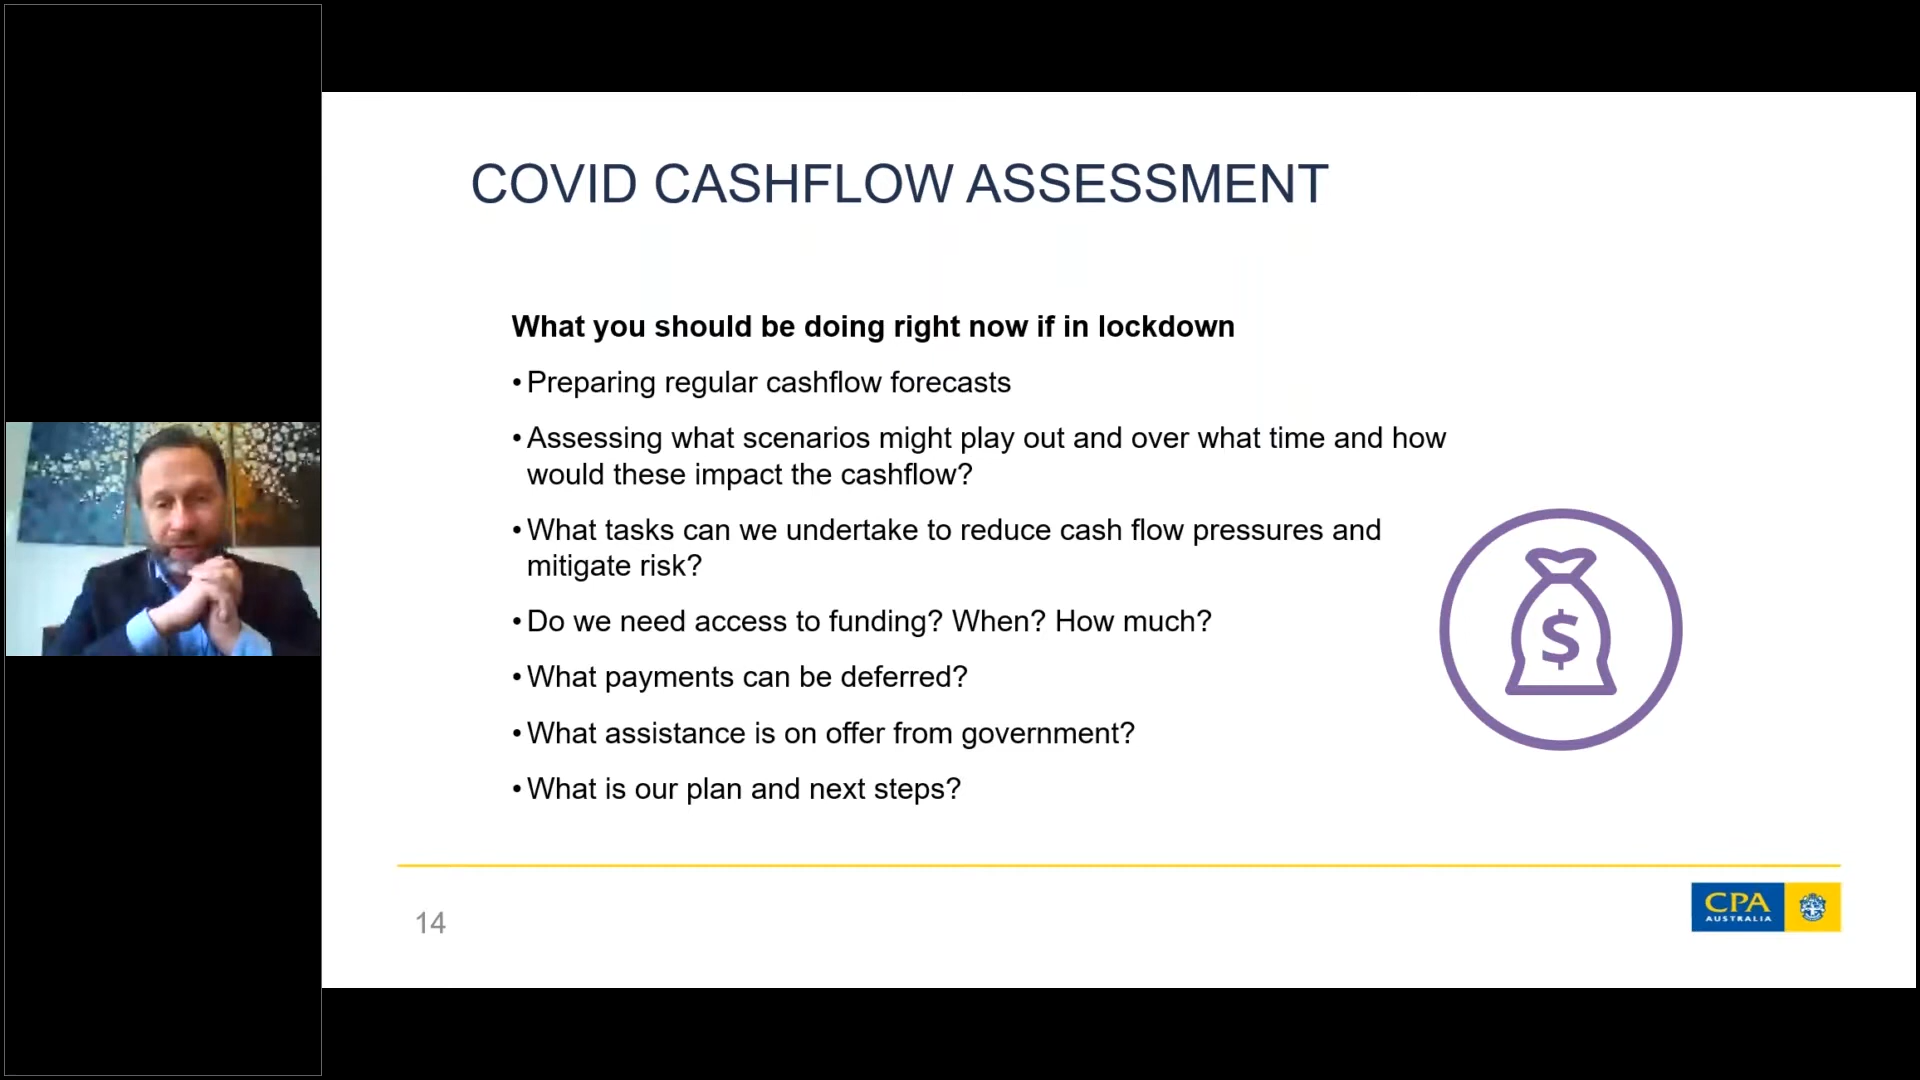 COVID CASHFLOW ASSESSMENT
What you should be doing right now if in lockdown
• Preparing regular cashflow forecasts
• Assessing what scenarios might play out and over what time and how
would these impact the cashflow?
• What tasks can we undertake to reduce cash flow pressures and
mitigate risk?
• Do we need access to funding? When? How much?
• What payments can be deferred?
• What assistance is on offer from government?
• What is our plan and next steps?
$
14
CPA
AUSTRALIA